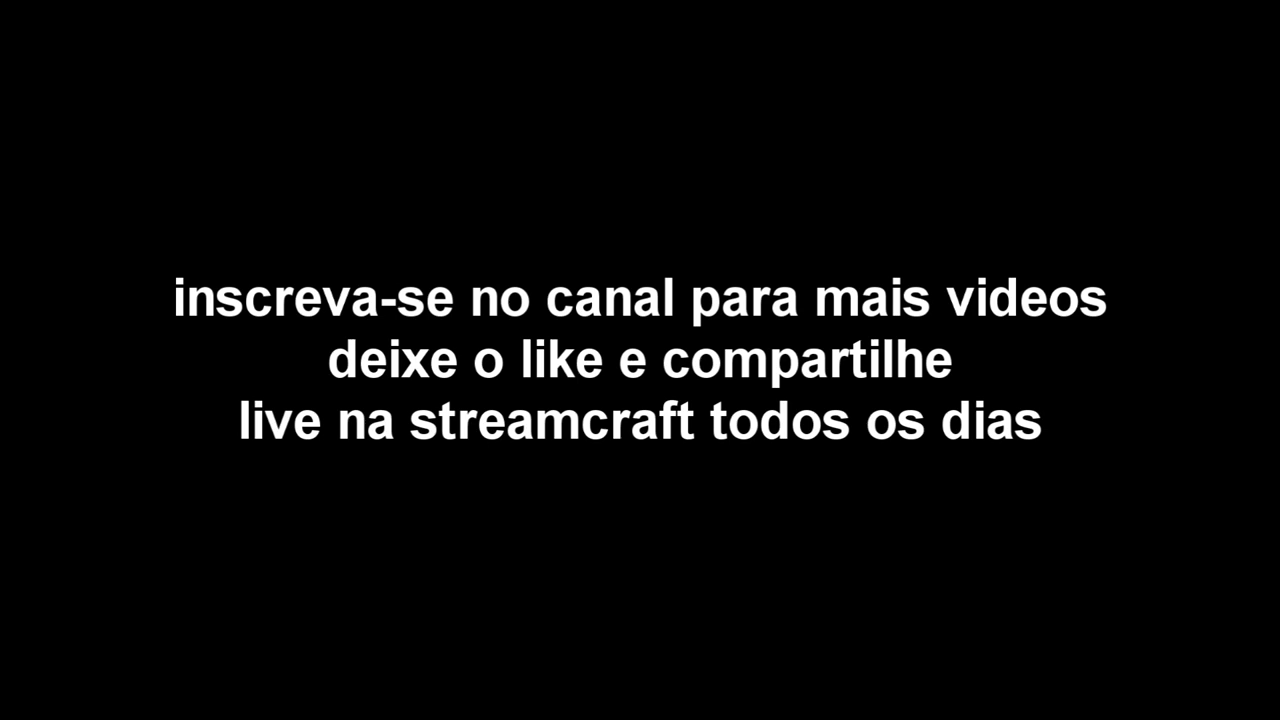 inscreva-se no canal para mais videos
deixe o like e compartilhe
live na streamcraft todos os dias